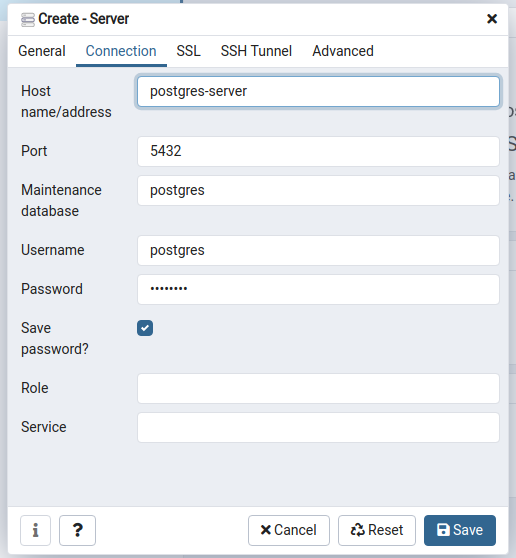 Create - Server
General Connection SSL SSH Tunnel Advanced
Host
name/address
postgres-server
Port
5432
Maintenance
database
postgres
Username
postgres
Password
••••••••
Save
password?
Role
Service
i ? Cancel Reset Save